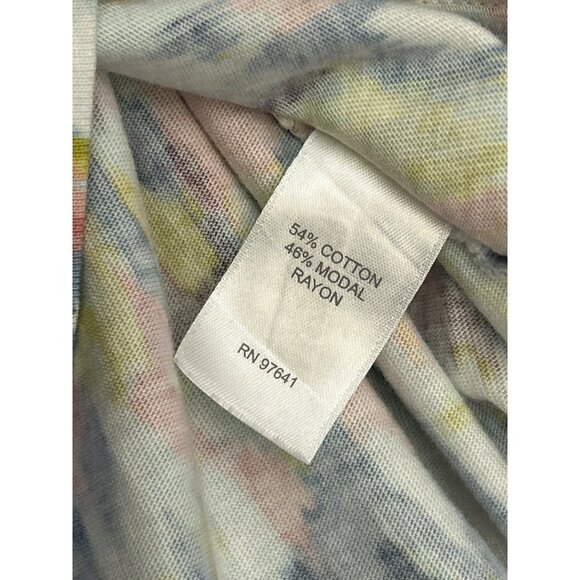 54% COTTON
46% MODAL
RAYON
RN 97641